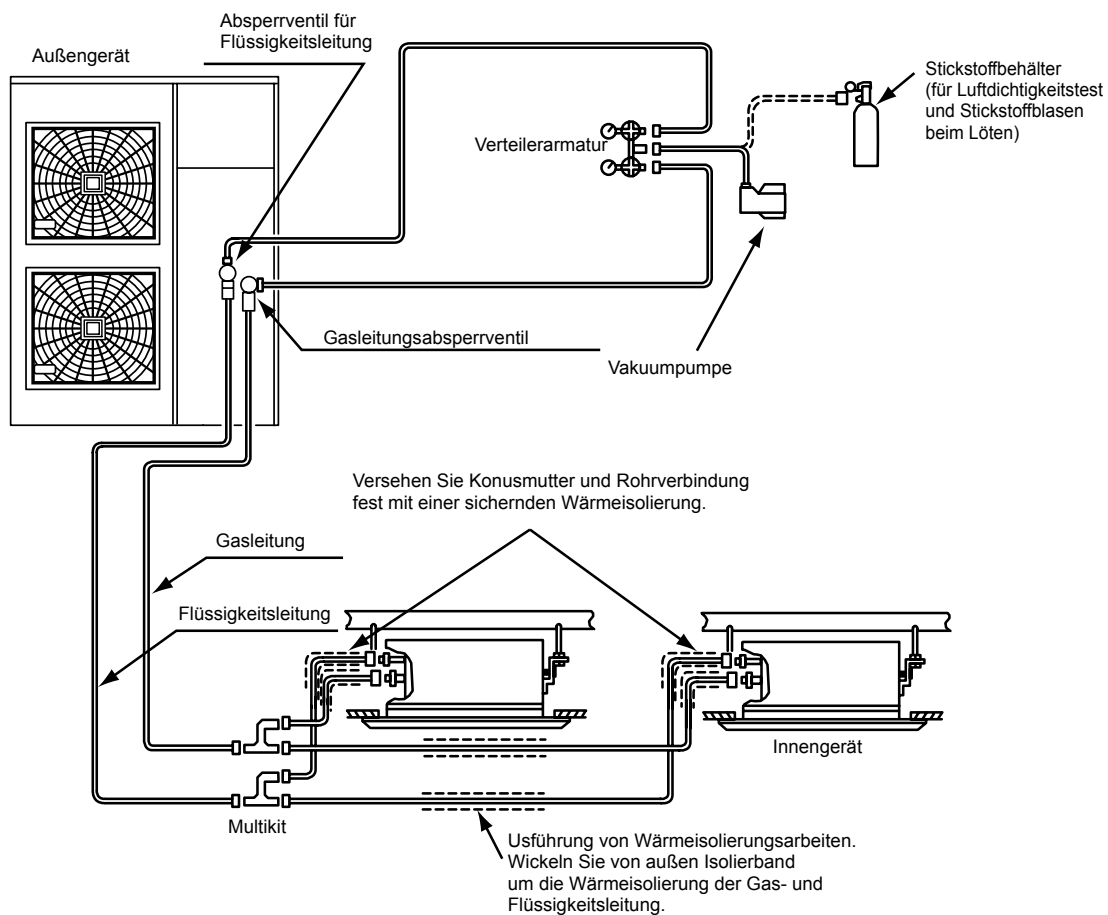 Absperrventil für
Flüssigkeitsleitung
Außengerät
Stickstoffbehälter
(für Luftdichtigkeitstest
und Stickstoffblasen
beim Löten)
Verteilerarmatur
Gasleitungsabsperrventil
Vakuumpumpe
Versehen Sie Konusmutter und Rohrverbindung
fest mit einer sichernden Wärmeisolierung.
Gasleitung
Flüssigkeitsleitung
Innengerät
Multikit
Usführung von Wärmeisolierungsarbeiten.
Wickeln Sie von außen Isolierband
um die Wärmeisolierung der Gas- und
Flüssigkeitsleitung.